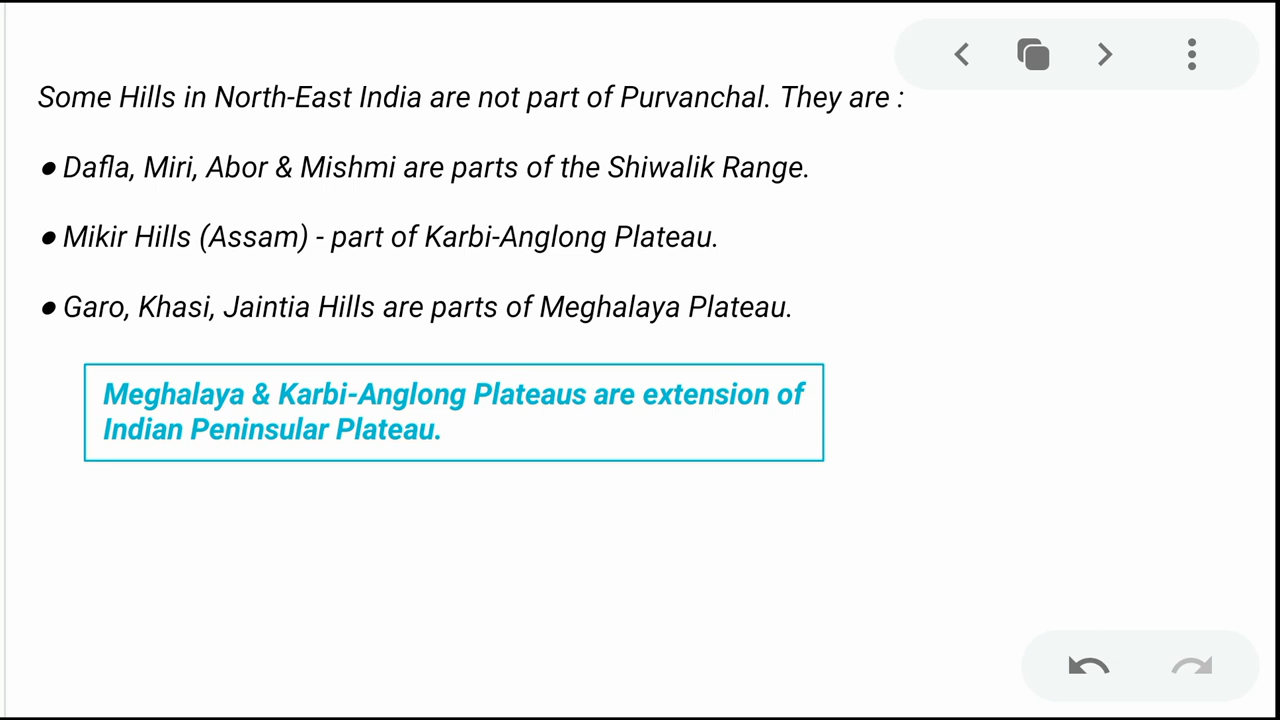 Some Hills in North-East India are not part of Purvanchal. They are :
● Dafla, Miri, Abor & Mishmi are parts of the Shiwalik Range.
● Mikir Hills (Assam) - part of Karbi-Anglong Plateau.
● Garo, Khasi, Jaintia Hills are parts of Meghalaya Plateau.
Meghalaya & Karbi-Anglong Plateaus are extension of
Indian Peninsular Plateau.